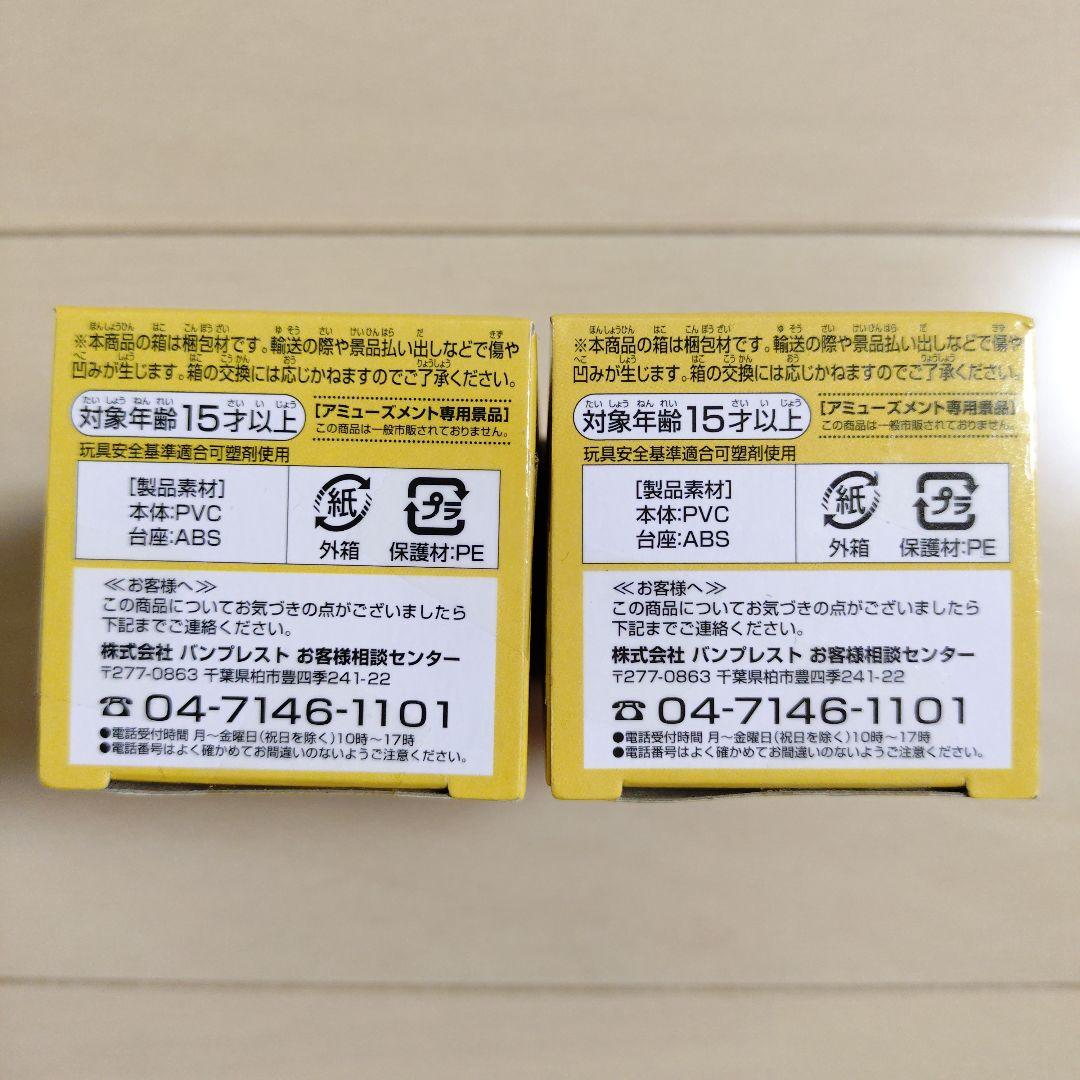 ※本商品の箱は梱包材です。輸送の際や景品払い出しなどで傷や
凹みが生じます。箱の交換には応じかねますのでご了承ください。
対象年齢15才以上
[アミューズメント専用景品]
この商品は一般市販されておりません。
玩具安全基準適合可塑剤使用
[製品素材]
本体:PVC
台座:ABS
紙
外箱
プラ
保護材:PE
≪お客様へ≫
この商品についてお気づきの点がございましたら
下記までご連絡ください。
株式会社 バンプレスト お客様相談センター
〒277-0863 千葉県柏市豊四季241-22
☎ 04-7146-1101
●電話受付時間 月〜金曜日(祝日を除く)10時〜17時
●電話番号はよく確かめてお間違いのないようご注意ください。
※本商品の箱は梱包材です。輸送の際や景品払い出しなどで傷や
凹みが生じます。箱の交換には応じかねますのでご了承ください。
対象年齢15才以上
[アミューズメント専用景品]
この商品は一般市販されておりません。
玩具安全基準適合可塑剤使用
[製品素材]
本体:PVC
台座:ABS
紙
外箱
プラ
保護材:PE
≪お客様へ≫
この商品についてお気づきの点がございましたら
下記までご連絡ください。
株式会社 バンプレスト お客様相談センター
〒277-0863 千葉県柏市豊四季241-22
☎ 04-7146-1101
●電話受付時間 月〜金曜日(祝日を除く)10時〜17時
●電話番号はよく確かめてお間違いのないようご注意ください。